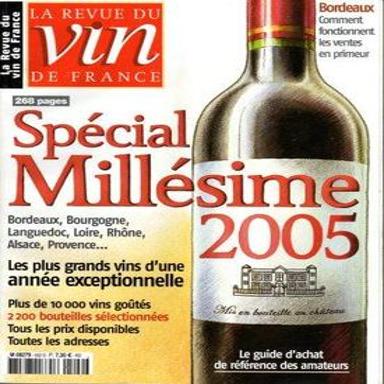 La Revue du
vin de France
LA REVUE DU
vin
DE FRANCE
Bordeaux
Comment
fonctionnent
les ventes
en primeur
268 pages
Spécial
Millésime
2005
Bordeaux, Bourgogne,
Languedoc, Loire, Rhône,
Alsace, Provence...
Les plus grands vins d'une
année exceptionnelle
Plus de 10 000 vins goûtés
2 200 bouteilles sélectionnées
Tous les prix disponibles
Toutes les adresses
Mis en bouteille au château
Le guide d'achat
de référence des amateurs